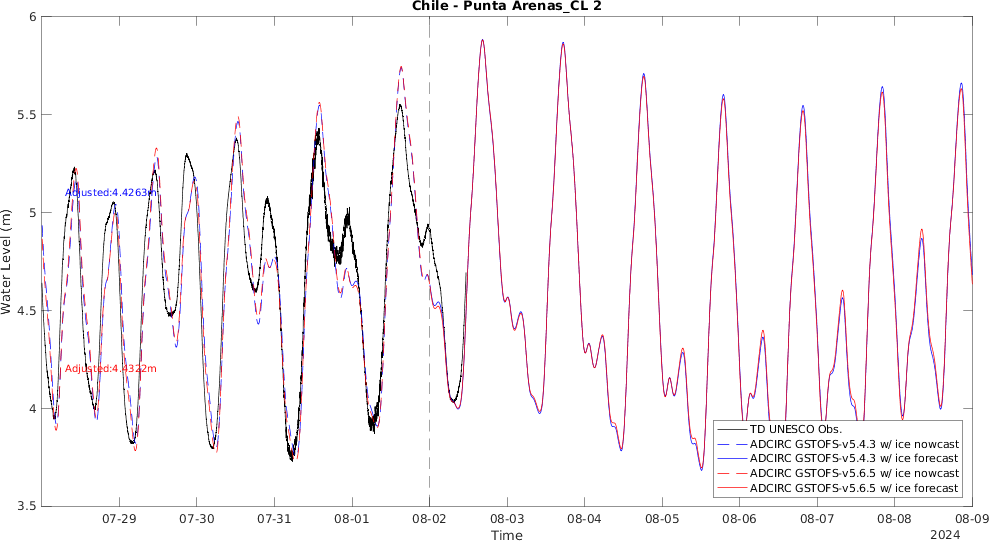 Chile - Punta Arenas_CL 2
6
5.5
5
4.5
4
3.5
Water Level (m)
Adjusted:4.4263m
Adjusted:4.4322m
TD UNESCO Obs.
ADCIRC GSTOFS-v5.4.3 w/ ice nowcast
ADCIRC GSTOFS-v5.4.3 w/ ice forecast
ADCIRC GSTOFS-v5.6.5 w/ ice nowcast
ADCIRC GSTOFS-v5.6.5 w/ ice forecast
07-29 07-30 07-31 08-01 08-02 08-03 08-04 08-05 08-06 08-07 08-08 08-09
Time
2024